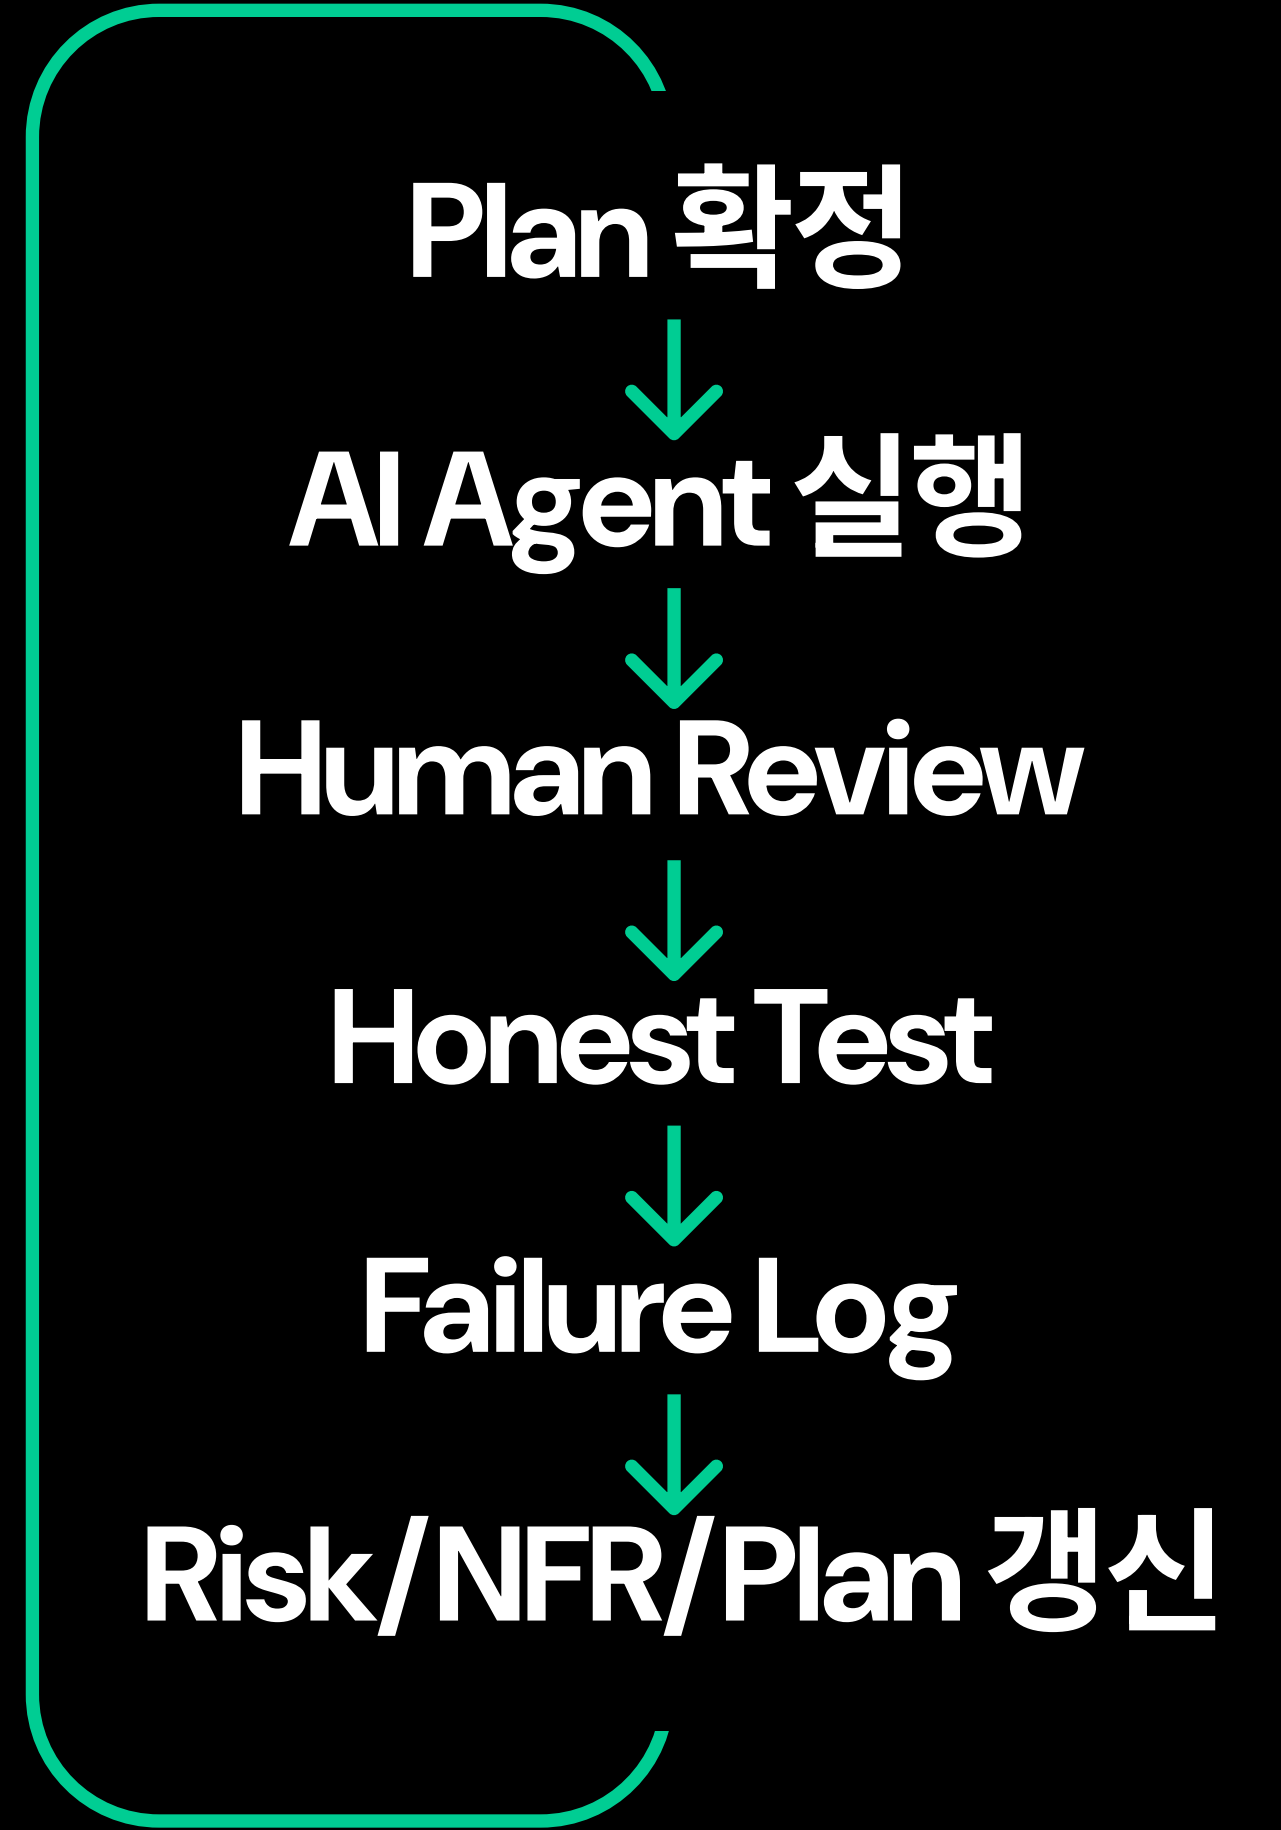 Plan 확정
AI Agent 실행
Human Review
Honest Test
Failure Log
Risk/NFR/Plan 갱신